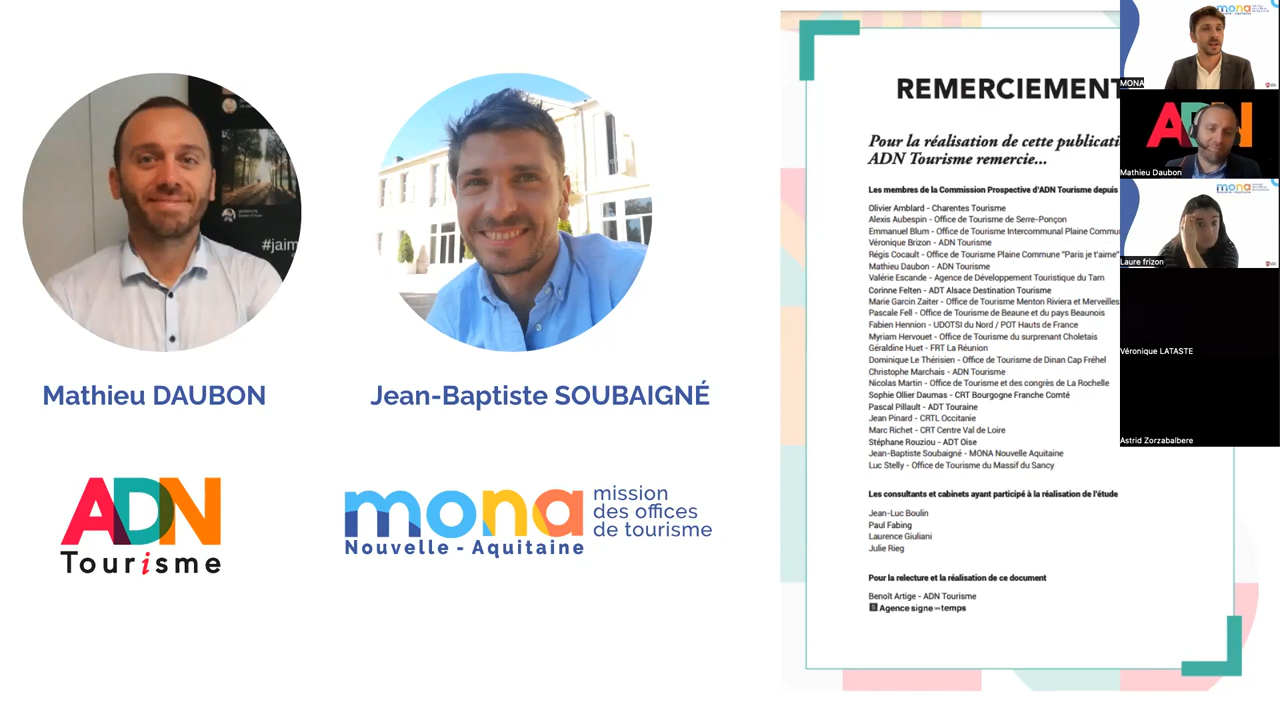 #jaim
Mathieu DAUBON
Jean-Baptiste SOUBAIGNÉ
ADN
Tourisme
mona
mission
des offices
de tourisme
Nouvelle - Aquitaine
REMERCIEMENT
Pour la réalisation de cette publicati
ADN Tourisme remercie...
Les membres de la Commission Prospective d'ADN Tourisme depuis
Olivier Amblard - Charentes Tourisme
Alexis Aubespin - Office de Tourisme de Serre-Ponçon
Emmanuel Blum - Office de Tourisme Intercommunal Plaine Commu
Véronique Brizon - ADN Tourisme
Régis Cocault - Office de Tourisme Plaine Commune "Paris je t'aime"
Mathieu Daubon - ADN Tourisme
Valérie Escande - Agence de Développement Touristique du Tarn
Corinne Felten - ADT Alsace Destination Tourisme
Marie Garcin Zaiter - Office de Tourisme Menton Riviera et Merveilles
Pascale Fell - Office de Tourisme de Beaune et du pays Beaunois
Fabien Hennion - UDOTSI du Nord / POT Hauts de France
Myriam Hervouet - Office de Tourisme du surprenant Choletais
Géraldine Huet - FRT La Réunion
Dominique Le Thérisien - Office de Tourisme de Dinan Cap Fréhel
Christophe Marchais - ADN Tourisme
Nicolas Martin - Office de Tourisme et des congrès de La Rochelle
Sophie Ollier Daumas - CRT Bourgogne Franche Comté
Pascal Pillault - ADT Touraine
Jean Pinard - CRTL Occitanie
Marc Richet - CRT Centre Val de Loire
Stéphane Rouziou - ADT Oise
Jean-Baptiste Soubaigné - MONA Nouvelle Aquitaine
Luc Stelly - Office de Tourisme du Massif du Sancy
Les consultants et cabinets ayant participé à la réalisation de l'étude
Jean-Luc Boulin
Paul Fabing
Laurence Giuliani
Julie Rieg
Pour la relecture et la réalisation de ce document
Benoît Artige - ADN Tourisme
Agence signe des temps
mona
MONA
ADN
Mathieu Daubon
mona
Laure frizon
Véronique LATASTE
Astrid Zorzabalbere